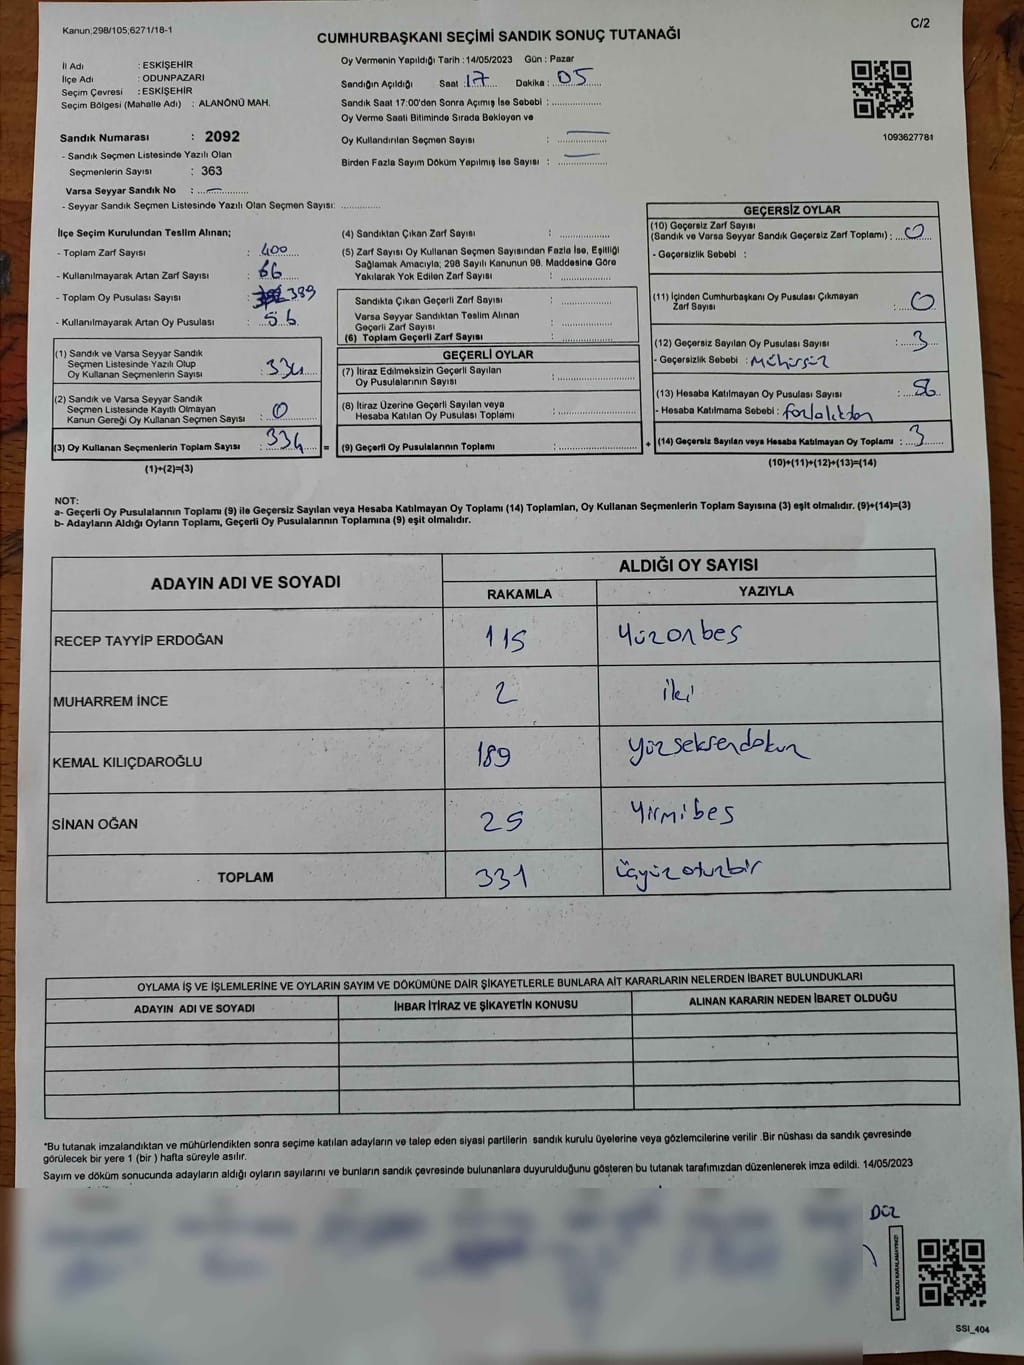 Kanun:298/105;6271/18-1
C/2
CUMHURBAŞKANI SEÇİMİ SANDIK SONUÇ TUTANAĞI
İl Adı : ESKİŞEHİR
İlçe Adı : ODUNPAZARI
Seçim Çevresi : ESKİŞEHİR
Seçim Bölgesi (Mahalle Adı) : ALANÖNÜ MAH.
Oy Vermenin Yapıldığı Tarih : 14/05/2023 Gün : Pazar
Sandığın Açıldığı Saat : 17 Dakika : 05
Sandık Saat 17:00'den Sonra Açımış İse Sebebi :
Oy Verme Saati Bitiminde Sırada Bekleyen ve
Oy Kullandırılan Seçmen Sayısı : —
Birden Fazla Sayım Döküm Yapılmış İse Sayısı : —
1093627781
Sandık Numarası : 2092
- Sandık Seçmen Listesinde Yazılı Olan
Seçmenlerin Sayısı : 363
Varsa Seyyar Sandık No : —
- Seyyar Sandık Seçmen Listesinde Yazılı Olan Seçmen Sayısı:
İlçe Seçim Kurulundan Teslim Alınan;
- Toplam Zarf Sayısı : 400
- Kullanılmayarak Artan Zarf Sayısı : 66
- Toplam Oy Pusulası Sayısı : 389
- Kullanılmayarak Artan Oy Pusulası : 56
(1) Sandık ve Varsa Seyyar Sandık
Seçmen Listesinde Yazılı Olup
Oy Kullanan Seçmenlerin Sayısı : 334
(2) Sandık ve Varsa Seyyar Sandık
Seçmen Listesinde Kayıtlı Olmayan
Kanun Gereği Oy Kullanan Seçmen Sayısı : 0
(3) Oy Kullanan Seçmenlerin Toplam Sayısı : 334 =
(1)+(2)=(3)
(4) Sandıktan Çıkan Zarf Sayısı :
(5) Zarf Sayısı Oy Kullanan Seçmen Sayısından Fazla İse, Eşitliği
Sağlamak Amacıyla, 298 Sayılı Kanunun 98. Maddesine Göre
Yakılarak Yok Edilen Zarf Sayısı :
Sandıkta Çıkan Geçerli Zarf Sayısı :
Varsa Seyyar Sandıktan Teslim Alınan
Geçerli Zarf Sayısı :
(6) Toplam Geçerli Zarf Sayısı :
GEÇERLİ OYLAR
(7) İtiraz Edilmeksizin Geçerli Sayılan
Oy Pusulalarının Sayısı :
(8) İtiraz Üzerine Geçerli Sayılan veya
Hesaba Katılan Oy Pusulası Toplamı :
(9) Geçerli Oy Pusulalarının Toplamı : +
GEÇERSİZ OYLAR
(10) Geçersiz Zarf Sayısı
(Sandık ve Varsa Seyyar Sandık Geçersiz Zarf Toplamı) : 0
- Geçersizlik Sebebi :
(11) İçinden Cumhurbaşkanı Oy Pusulası Çıkmayan
Zarf Sayısı : 0
(12) Geçersiz Sayılan Oy Pusulası Sayısı : 3
- Geçersizlik Sebebi : Mühürsüz
(13) Hesaba Katılmayan Oy Pusulası Sayısı : 56
- Hesaba Katılmama Sebebi : fazlalıktan
(14) Geçersiz Sayılan veya Hesaba Katılmayan Oy Toplamı : 3
(10)+(11)+(12)+(13)=(14)
NOT:
a- Geçerli Oy Pusulalarının Toplamı (9) ile Geçersiz Sayılan veya Hesaba Katılmayan Oy Toplamı (14) Toplamları, Oy Kullanan Seçmenlerin Toplam Sayısına (3) eşit olmalıdır. (9)+(14)=(3)
b- Adayların Aldığı Oyların Toplamı, Geçerli Oy Pusulalarının Toplamına (9) eşit olmalıdır.
ADAYIN ADI VE SOYADI
ALDIĞI OY SAYISI
RAKAMLA YAZIYLA
RECEP TAYYİP ERDOĞAN 115 Yüzonbeş
MUHARREM İNCE 2 iki
KEMAL KILIÇDAROĞLU 189 yüzseksendokuz
SİNAN OĞAN 25 Yirmibeş
TOPLAM 331 Üçyüzotuzbir
OYLAMA İŞ VE İŞLEMLERİNE VE OYLARIN SAYIM VE DÖKÜMÜNE DAİR ŞİKAYETLERLE BUNLARA AİT KARARLARIN NELERDEN İBARET BULUNDUKLARI
ADAYIN ADI VE SOYADI İHBAR İTİRAZ VE ŞİKAYETİN KONUSU ALINAN KARARIN NEDEN İBARET OLDUĞU
*Bu tutanak imzalandıktan ve mühürlendikten sonra seçime katılan adayların ve talep eden siyasi partilerin sandık kurulu üyelerine veya gözlemcilerine verilir .Bir nüshası da sandık çevresinde
görülecek bir yere 1 (bir ) hafta süreyle asılır.
Sayım ve döküm sonucunda adayların aldığı oyların sayılarını ve bunların sandık çevresinde bulunanlara duyurulduğunu gösteren bu tutanak tarafımızdan düzenlenerek imza edildi. 14/05/2023
KARE KODU KARALAMAYINIZ!
SSI_404